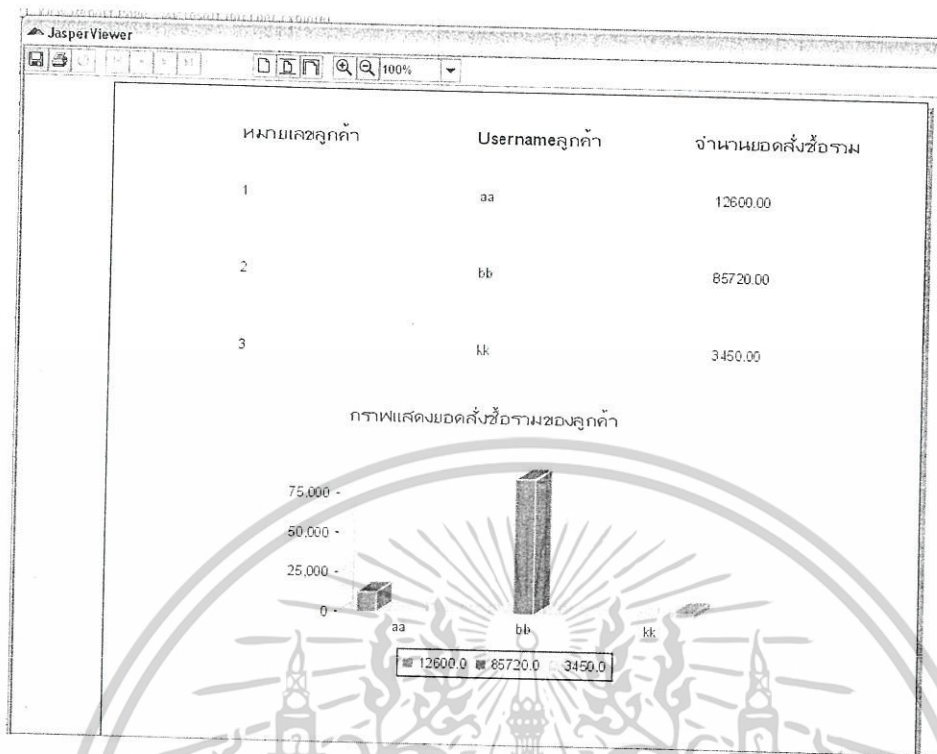 JasperViewer
100%
หมายเลขลูกค้า Usernameลูกค้า จำนวนยอดสั่งซื้อรวม
1 aa 12600.00
2 bb 85720.00
3 kk 3450.00
กราฟแสดงยอดสั่งซื้อรวมของลูกค้า
75,000
50,000
25,000
0
aa bb kk
12600.0 85720.0 3450.0